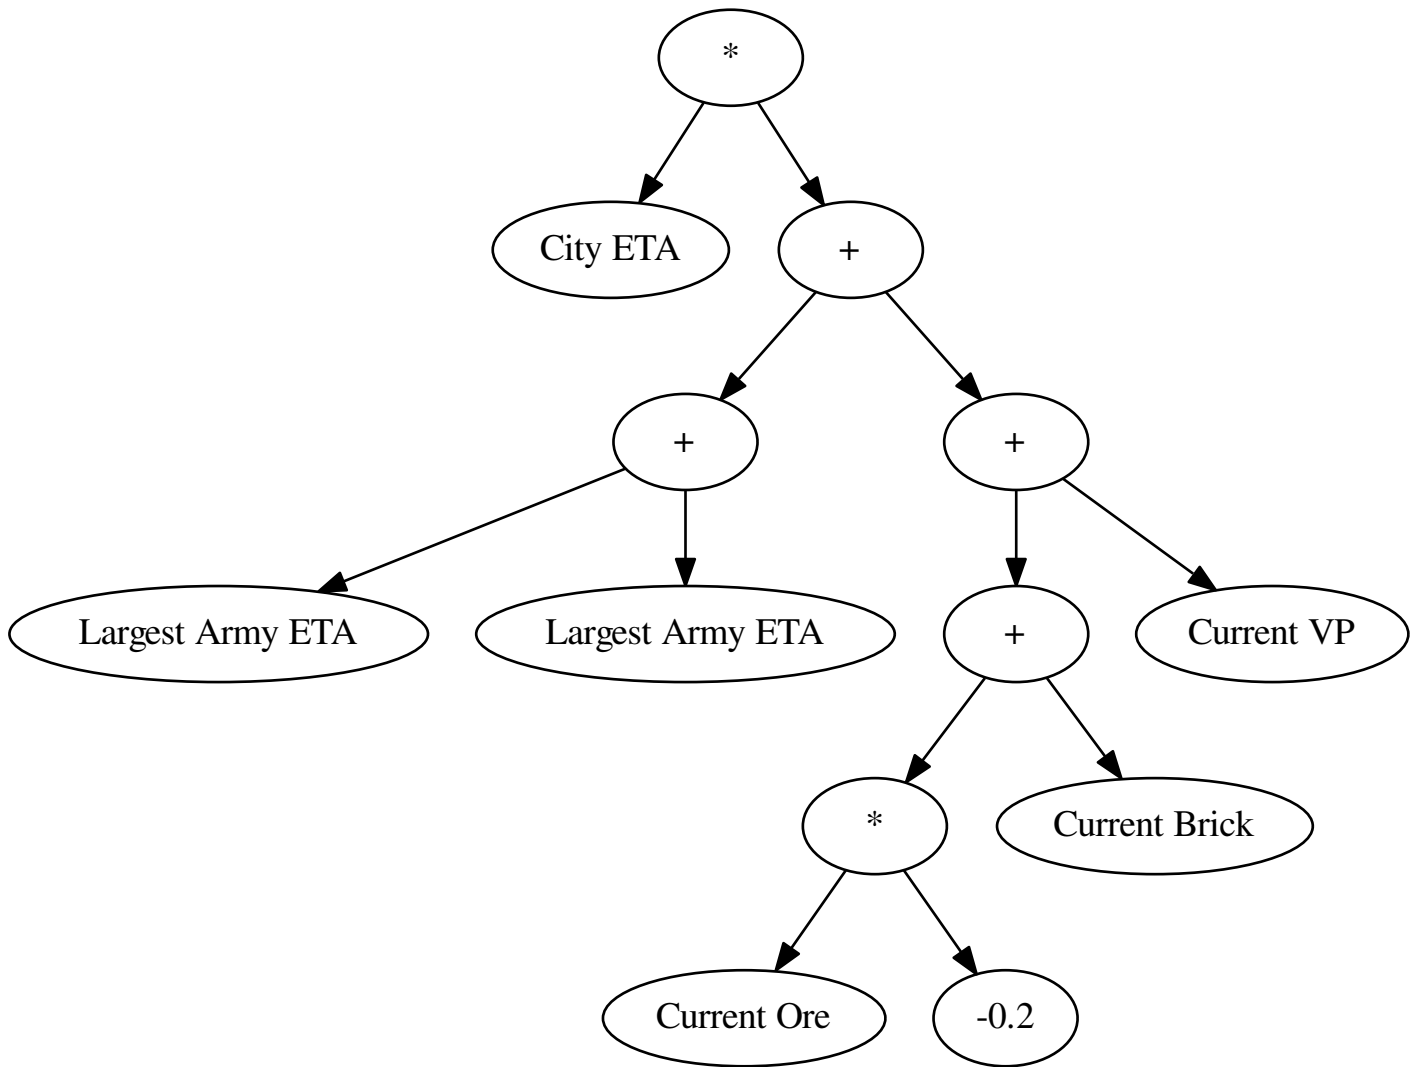 *
City ETA
+
+
+
Largest Army ETA
Largest Army ETA
+
Current VP
*
Current Brick
Current Ore
-0.2